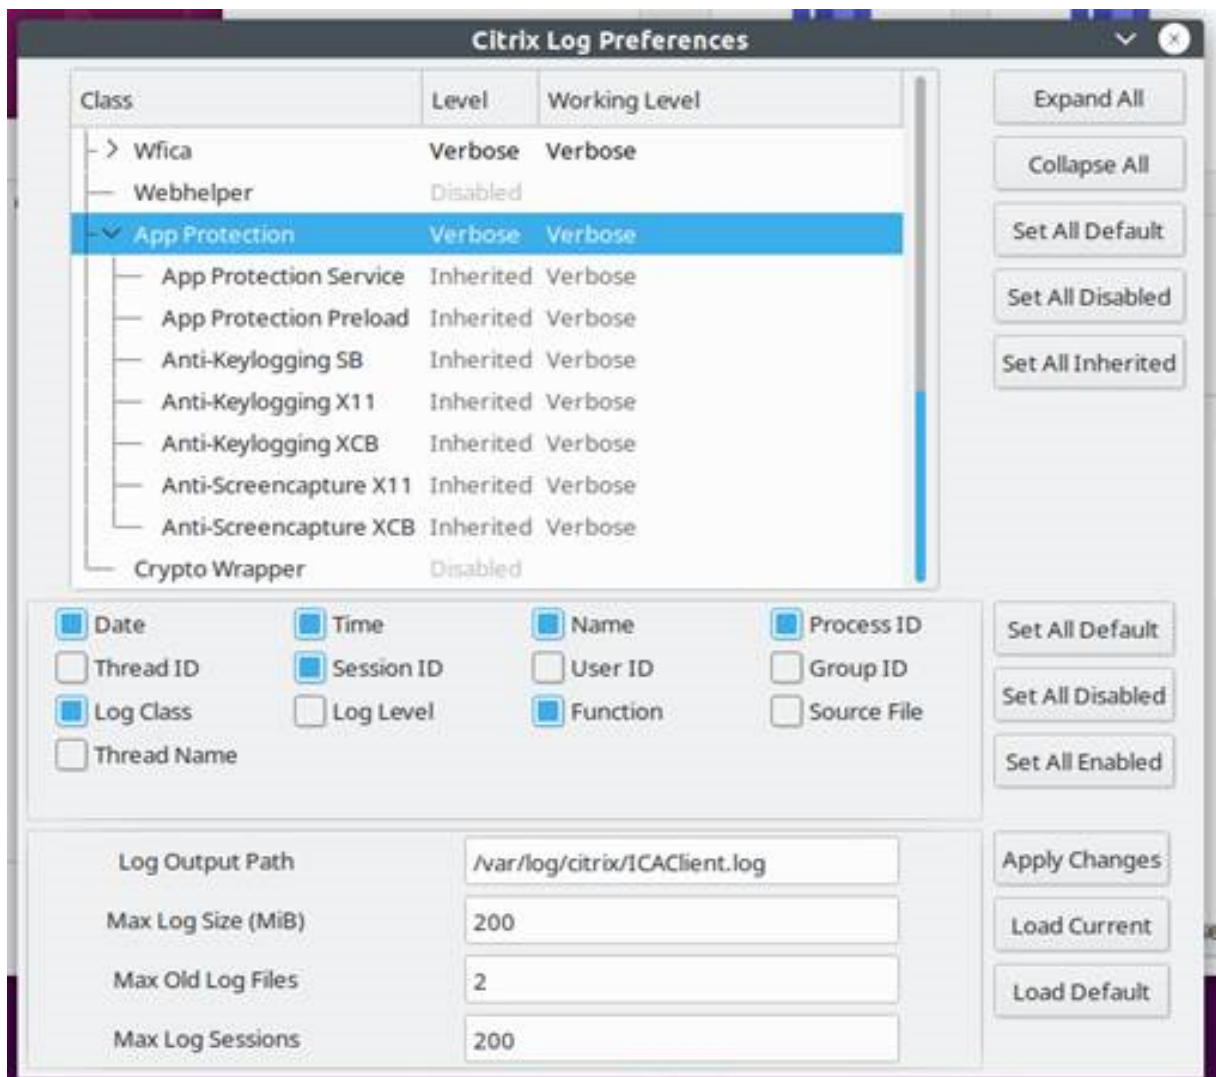 Citrix Log Preferences
Class Level Working Level
Wfica Verbose Verbose
Webhelper Disabled
App Protection Verbose Verbose
App Protection Service Inherited Verbose
App Protection Preload Inherited Verbose
Anti-Keylogging SB Inherited Verbose
Anti-Keylogging X11 Inherited Verbose
Anti-Keylogging XCB Inherited Verbose
Anti-Screencapture X11 Inherited Verbose
Anti-Screencapture XCB Inherited Verbose
Crypto Wrapper Disabled
Expand All
Collapse All
Set All Default
Set All Disabled
Set All Inherited
Date Time Name Process ID
Thread ID Session ID User ID Group ID
Log Class Log Level Function Source File
Thread Name
Set All Default
Set All Disabled
Set All Enabled
Log Output Path /var/log/citrix/ICAClient.log
Max Log Size (MiB) 200
Max Old Log Files 2
Max Log Sessions 200
Apply Changes
Load Current
Load Default